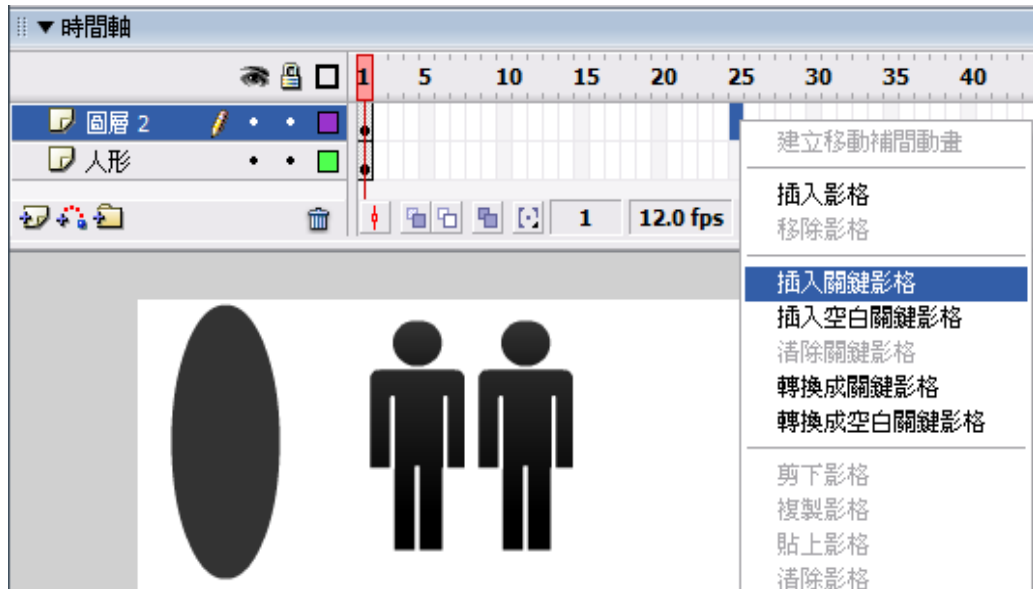 時間軸
1 5 10 15 20 25 30 35 40
圖層 2
人形
1 12.0 fps
建立移動補間動畫
插入影格
移除影格
插入關鍵影格
插入空白關鍵影格
清除關鍵影格
轉換成關鍵影格
轉換成空白關鍵影格
剪下影格
複製影格
貼上影格
清除影格